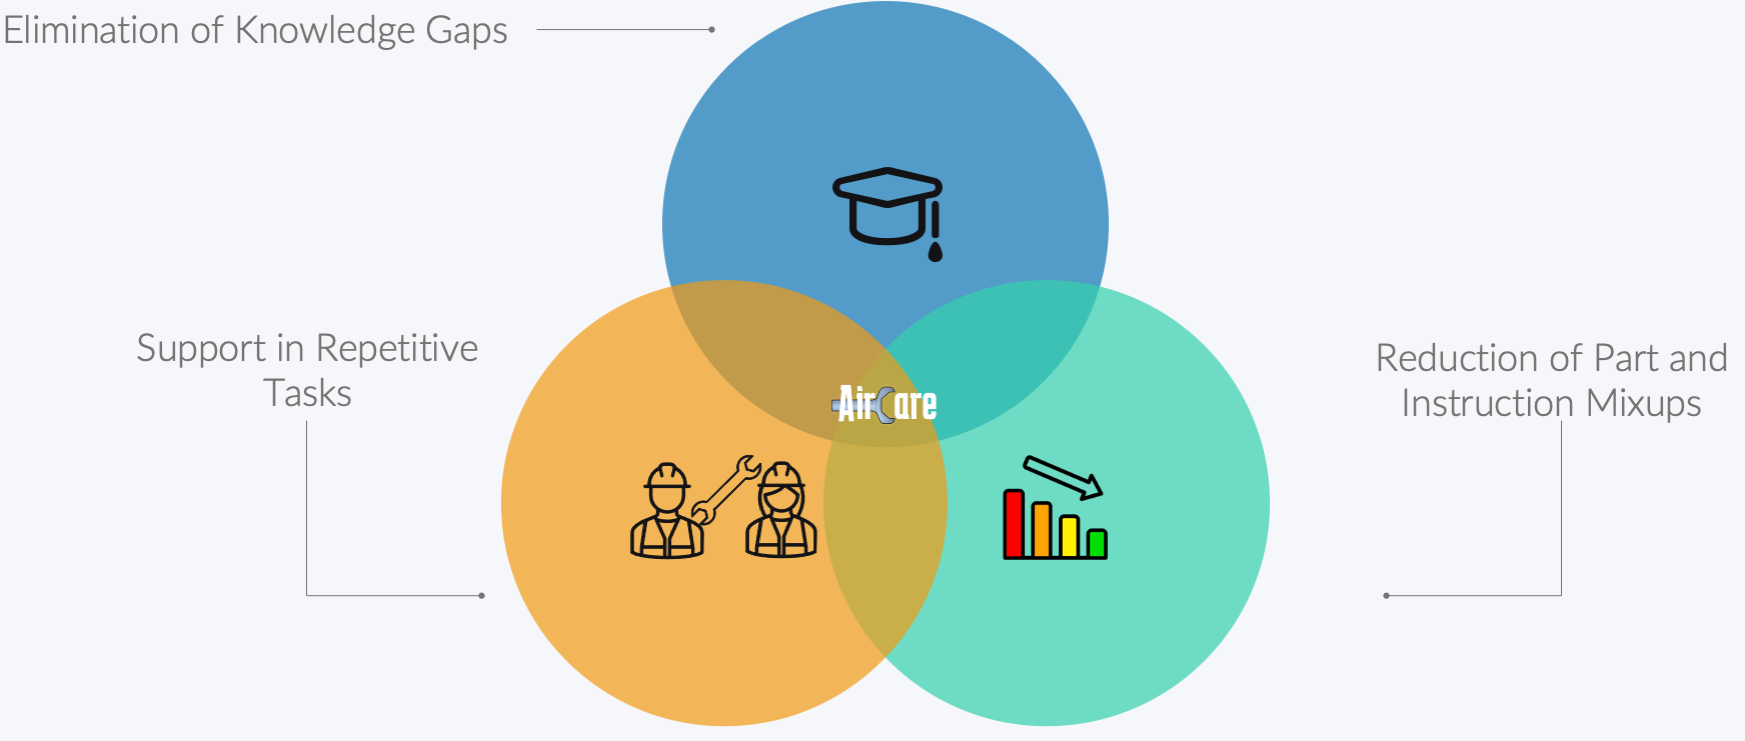 Elimination of Knowledge Gaps
Support in Repetitive
Tasks
Reduction of Part and
Instruction Mixups
AirCare